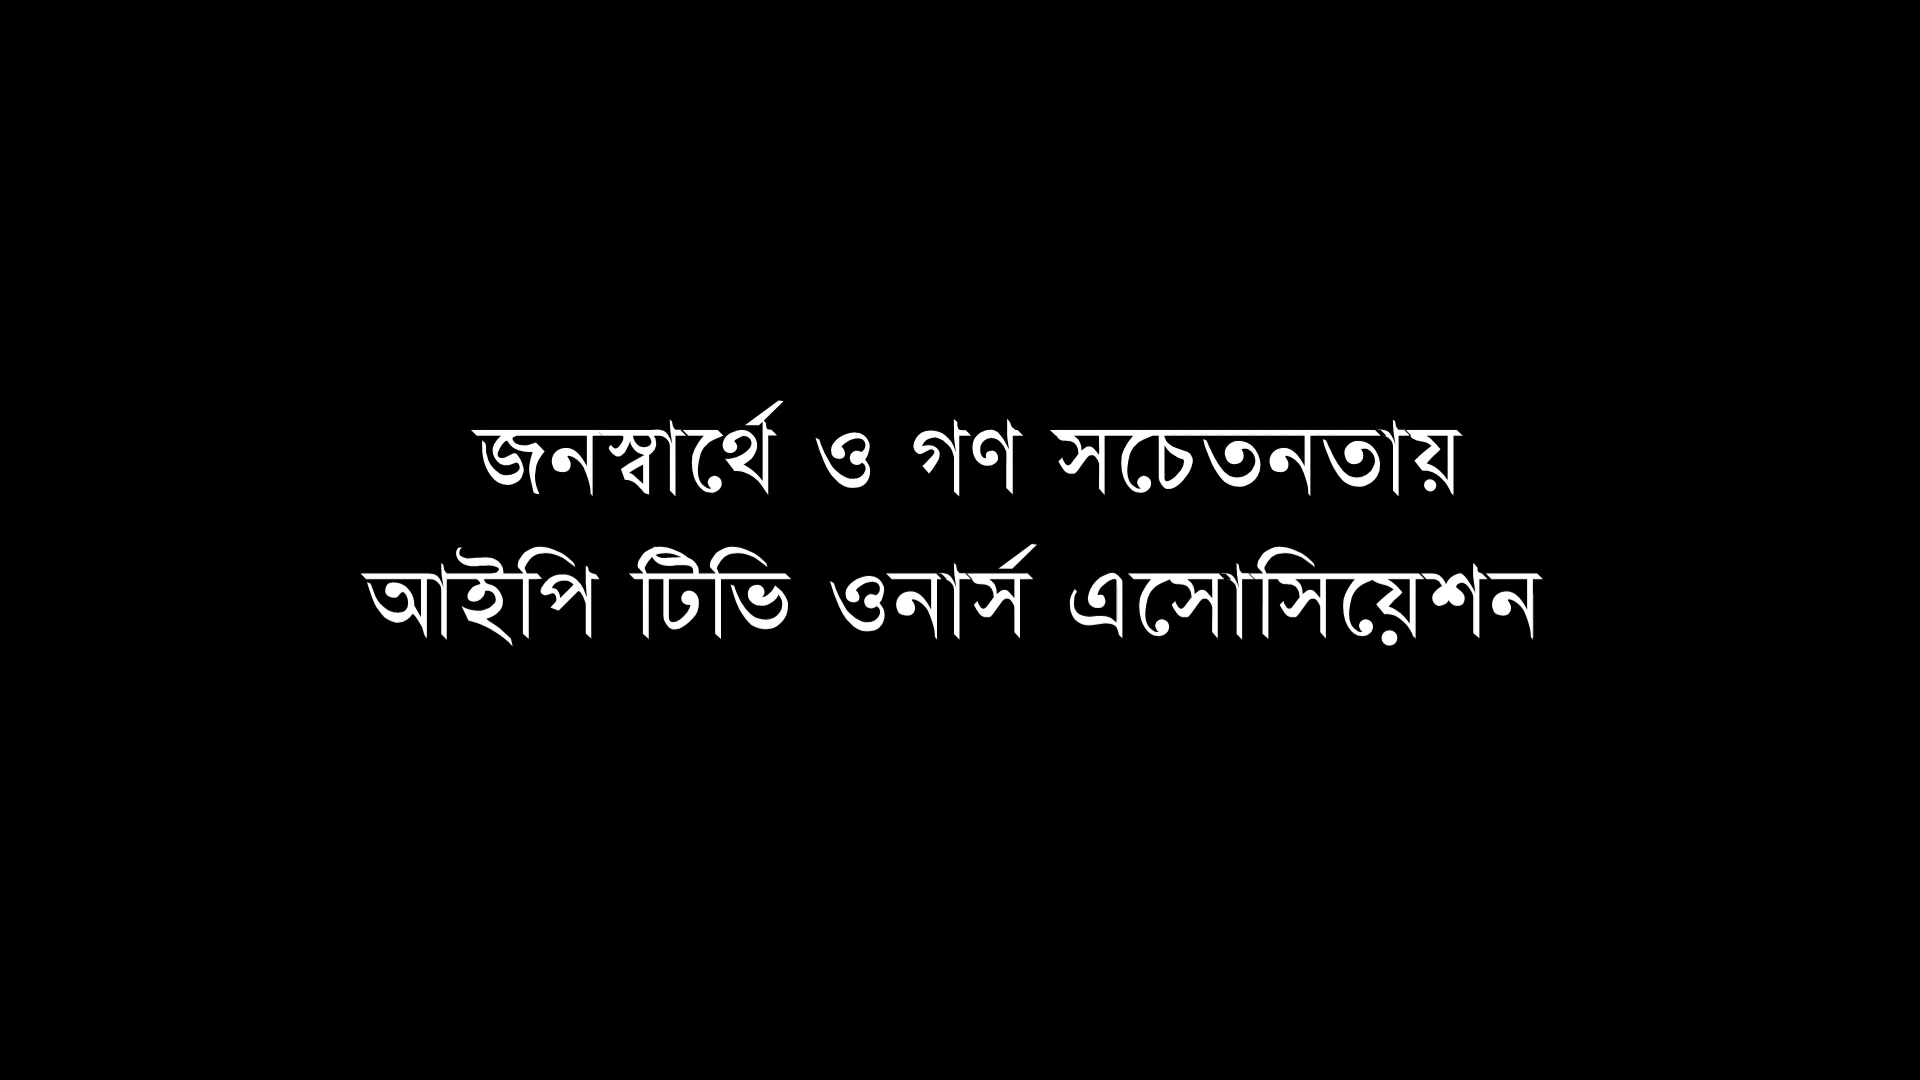 জনস্বার্থে ও গণ সচেতনতায়
আইপি টিভি ওনার্স এসোসিয়েশন